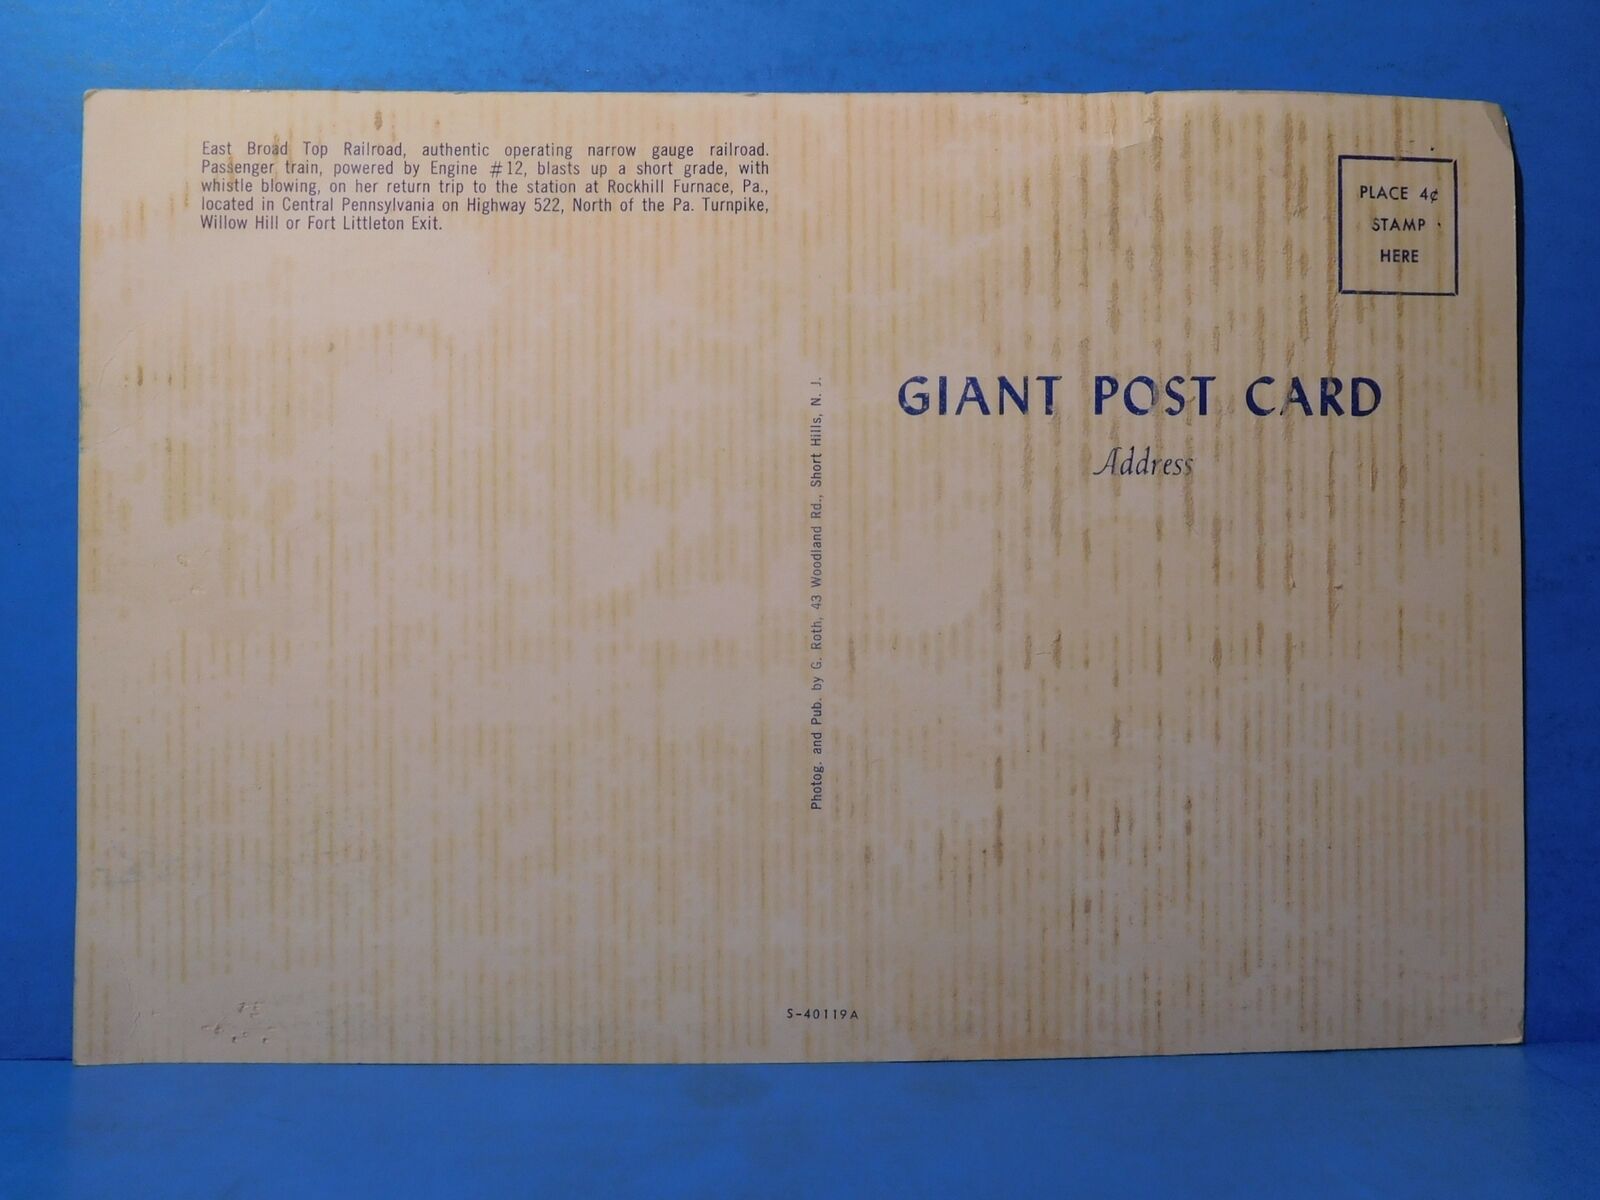 East Broad Top Railroad, authentic operating narrow gauge railroad.
Passenger train, powered by Engine #12, blasts up a short grade, with
whistle blowing, on her return trip to the station at Rockhill Furnace, Pa.,
located in Central Pennsylvania on Highway 522, North of the Pa. Turnpike,
Willow Hill or Fort Littleton Exit.
Photog. and Pub. by G. Roth, 43 Woodland Rd., Short Hills, N. J.
PLACE 4¢
STAMP
HERE
GIANT POST CARD
Address
S-40119A